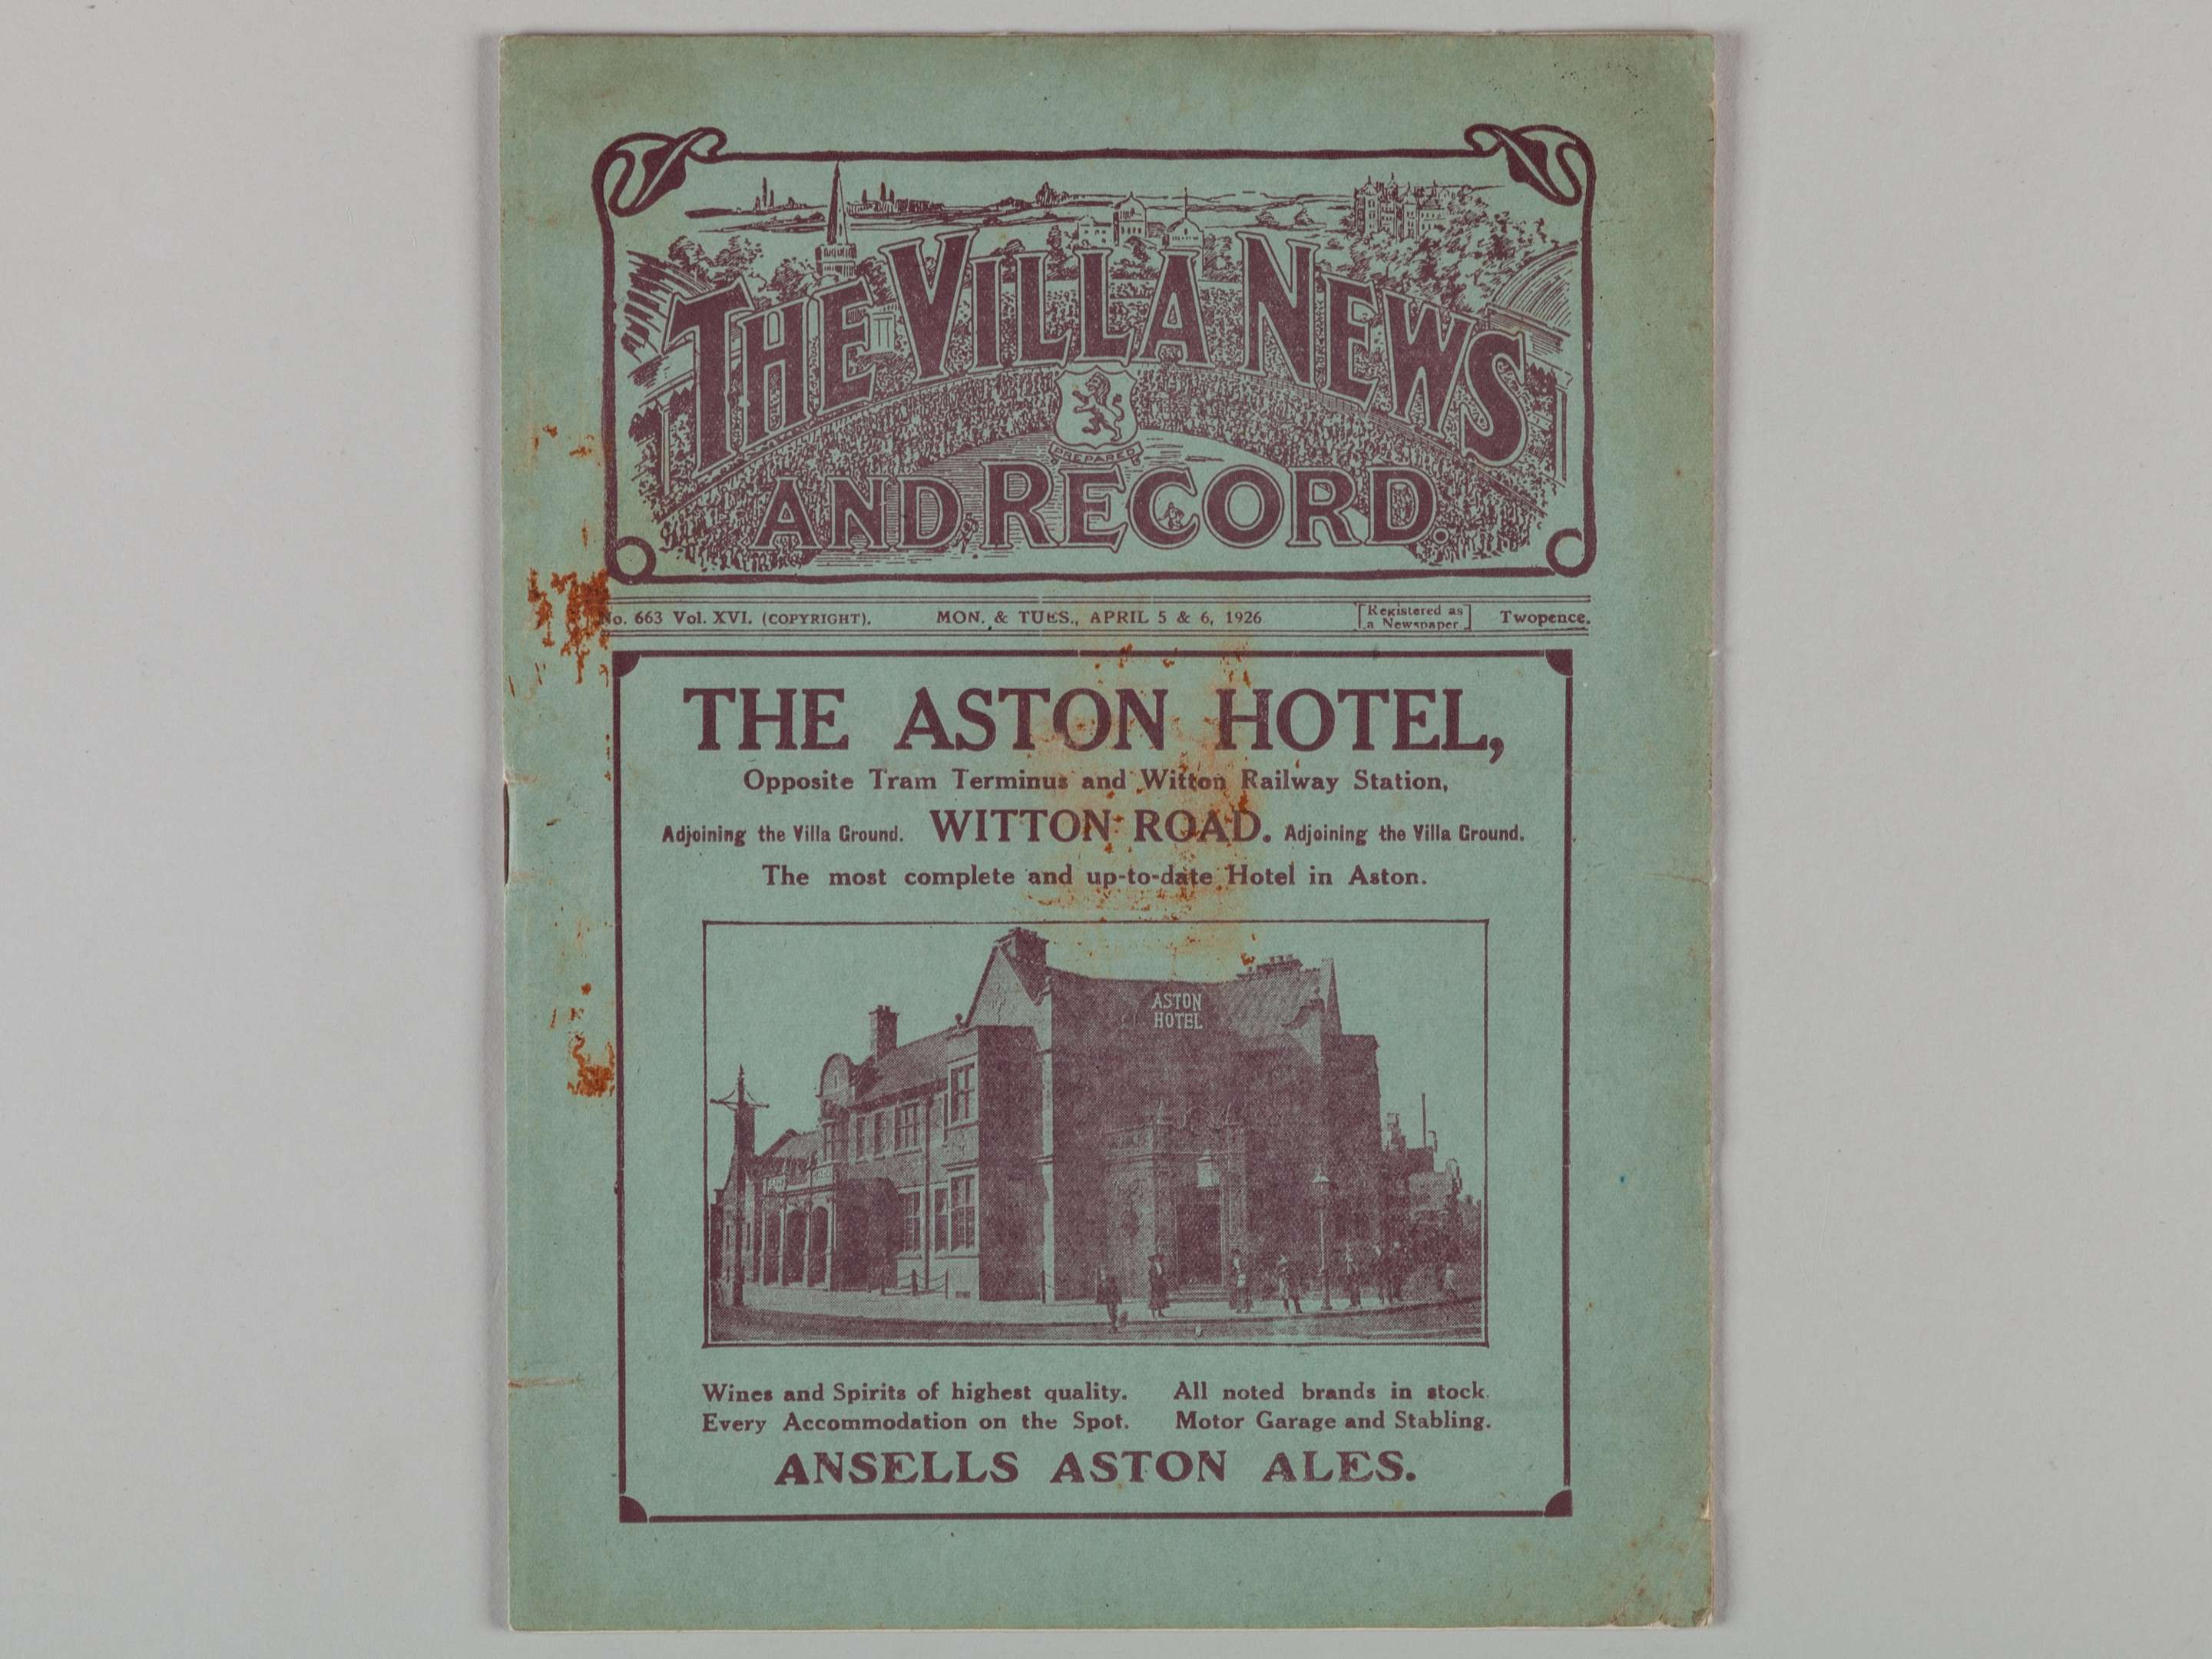 THE VILLA NEWS
PREPARED
AND RECORD.
No. 663 Vol. XVI. (COPYRIGHT). MON. & TUES., APRIL 5 & 6, 1926 [Registered as a Newspaper.] Twopence.
THE ASTON HOTEL,
Opposite Tram Terminus and Witton Railway Station,
Adjoining the Villa Ground. WITTON ROAD. Adjoining the Villa Ground.
The most complete and up-to-date Hotel in Aston.
ASTON
HOTEL
Wines and Spirits of highest quality. All noted brands in stock.
Every Accommodation on the Spot. Motor Garage and Stabling.
ANSELLS ASTON ALES.